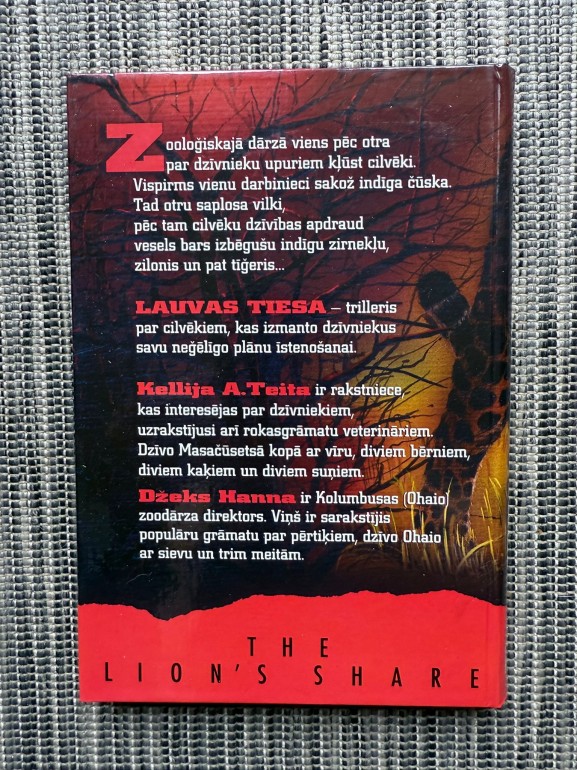 Zooloģiskajā dārzā viens pēc otra
par dzīvnieku upuriem kļūst cilvēki.
Vispirms vienu darbinieci sakož indīga čūska.
Tad otru saplosa vilki,
pēc tam cilvēku dzīvības apdraud
vesels bars izbēgušu indīgu zirnekļu,
zilonis un pat tīģeris...
LAUVAS TIESA – trilleris
par cilvēkiem, kas izmanto dzīvniekus
savu neģēlīgo plānu īstenošanai.
Kellija A.Teita ir rakstniece,
kas interesējas par dzīvniekiem,
uzrakstījusi arī rokasgrāmatu veterināriem.
Dzīvo Masačūsetsā kopā ar vīru, diviem bērniem,
diviem kaķiem un diviem suņiem.
Džeks Hanna ir Kolumbusas (Ohaio)
zoodārza direktors. Viņš ir sarakstījis
populāru grāmatu par pērtiķiem, dzīvo Ohaio
ar sievu un trim meitām.
THE
LION'S SHARE